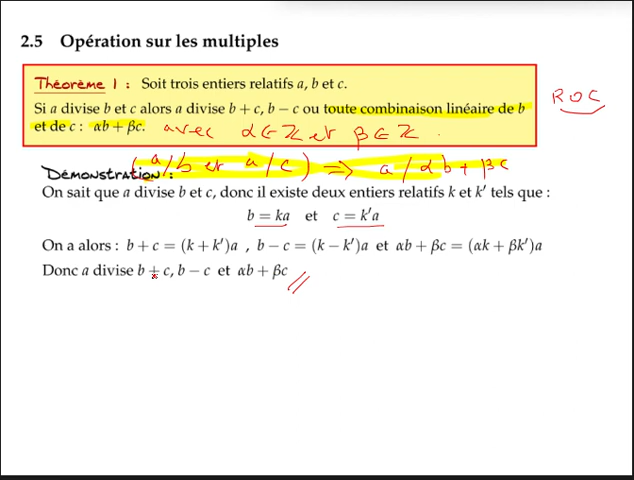 2.5 Opération sur les multiples
Théorème 1 : Soit trois entiers relatifs a, b et c.
Si a divise b et c alors a divise b + c, b − c ou toute combinaison linéaire de b
et de c : αb + βc. avec α ∈ ℤ et β ∈ ℤ.
ROC
(a/b et a/c) ⟹ a/αb + βc
Démonstration :
On sait que a divise b et c, donc il existe deux entiers relatifs k et k′ tels que :
b = ka et c = k′a
On a alors : b + c = (k + k′)a , b − c = (k − k′)a et αb + βc = (αk + βk′)a
Donc a divise b + c, b − c et αb + βc //